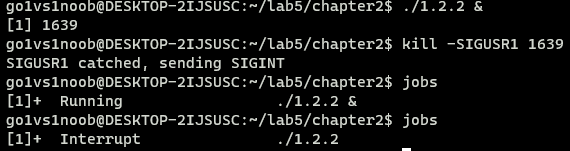 go1vs1noob@DESKTOP-2IJSUSC:~/lab5/chapter2$ ./1.2.2 &
[1] 1639
go1vs1noob@DESKTOP-2IJSUSC:~/lab5/chapter2$ kill -SIGUSR1 1639
SIGUSR1 catched, sending SIGINT
go1vs1noob@DESKTOP-2IJSUSC:~/lab5/chapter2$ jobs
[1]+  Running                 ./1.2.2 &
go1vs1noob@DESKTOP-2IJSUSC:~/lab5/chapter2$ jobs
[1]+  Interrupt               ./1.2.2